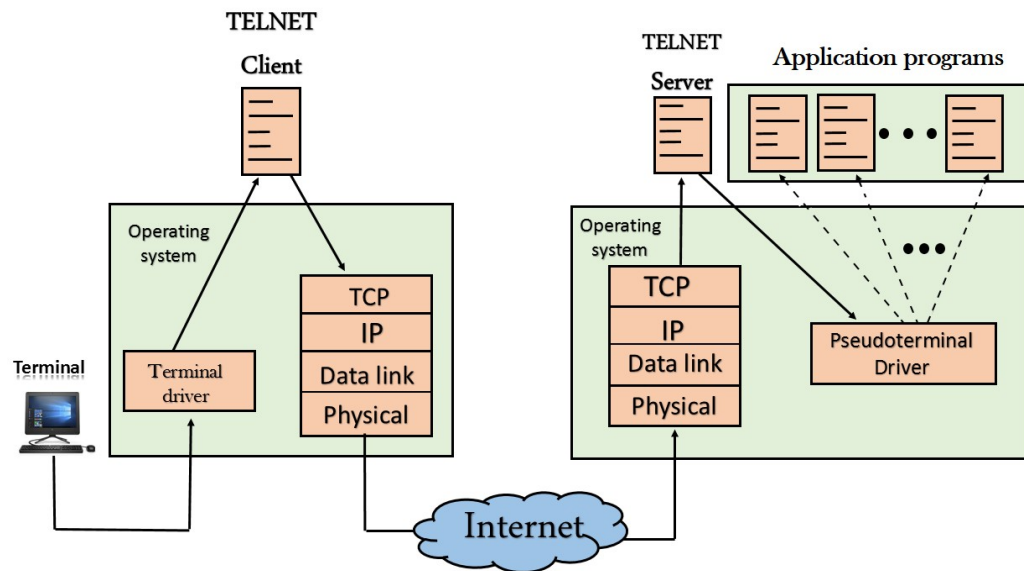 TELNET
Client
Operating
system
TCP
IP
Data link
Physical
Terminal
driver
Terminal
Internet
TELNET
Server
Application programs
Operating
system
TCP
IP
Data link
Physical
Pseudoterminal
Driver